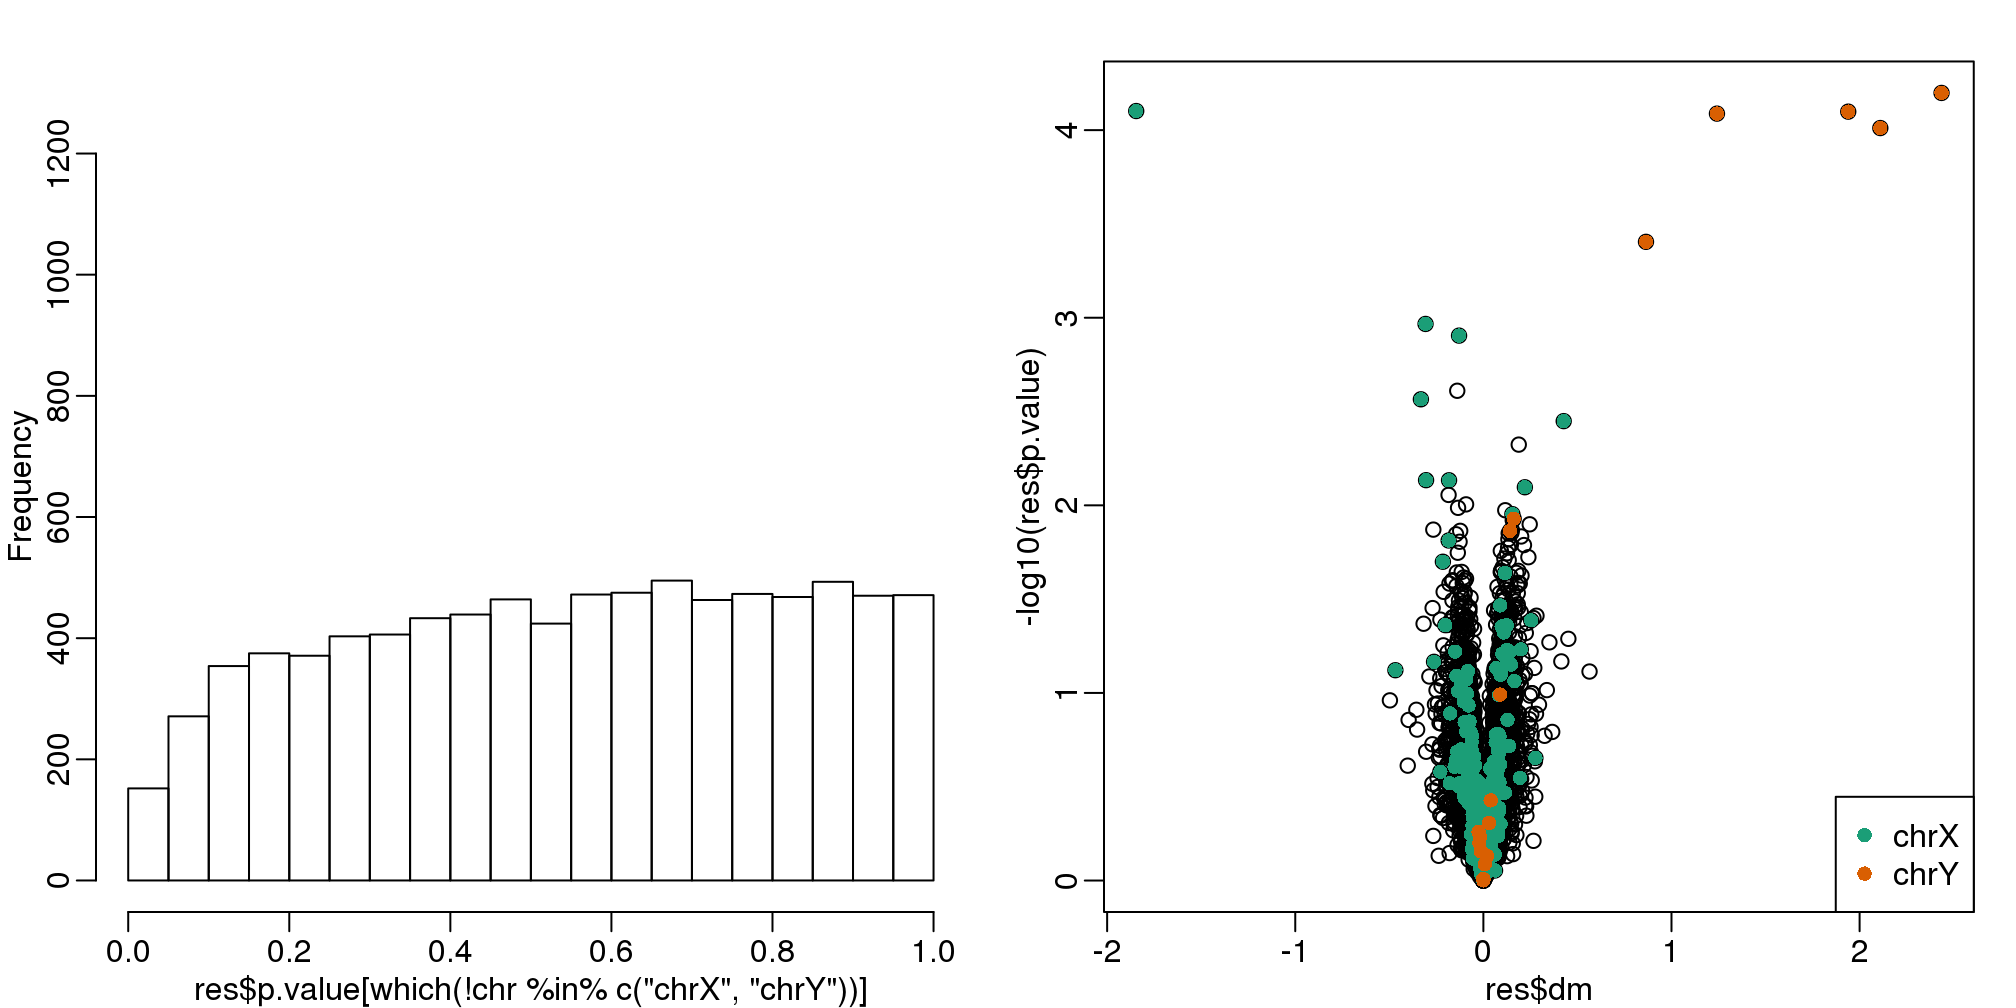 Frequency
0
200
400
600
800
1000
1200
0.0 0.2 0.4 0.6 0.8 1.0
res$p.value[which(!chr %in% c("chrX", "chrY"))]
-log10(res$p.value)
0
1
2
3
4
-2 -1 0 1 2
res$dm
chrX
chrY